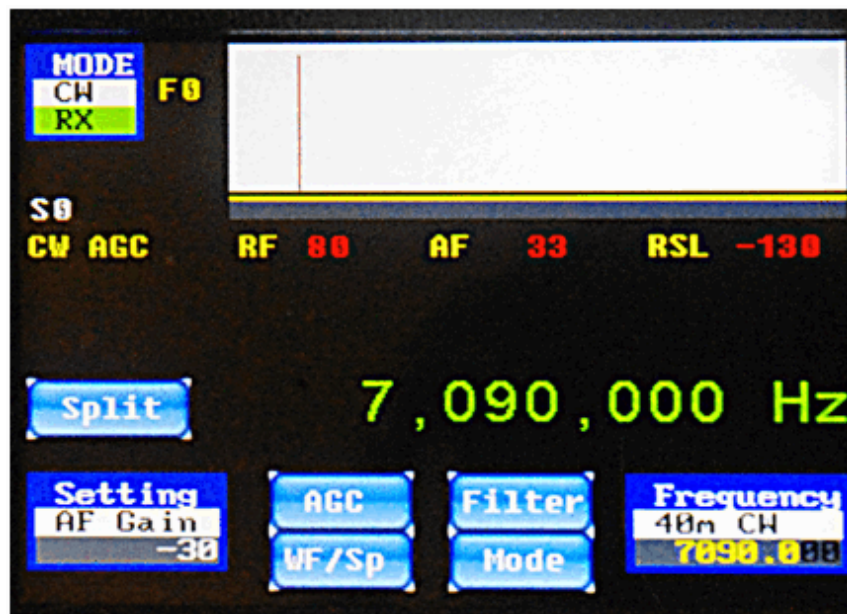 MODE
CW
RX
F0
S0
CW AGC RF 80 AF 33 RSL -130
Split
7,090,000 Hz
Setting
AF Gain
-30
AGC
WF/Sp
Filter
Mode
Frequency
40m CW
7090.000